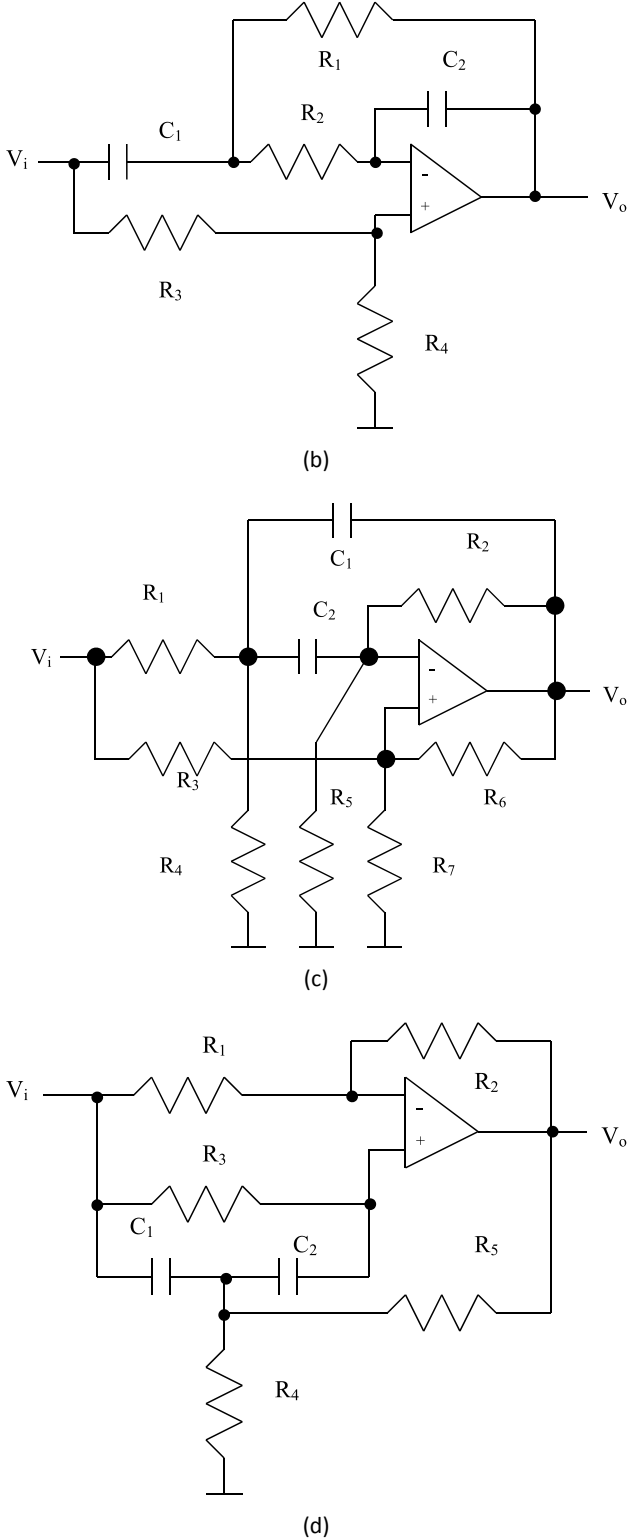 R₁
C₂
R₂
C₁
Vᵢ
-
+
Vₒ
R₃
R₄
(b)
R₂
C₁
R₁
C₂
Vᵢ
-
+
Vₒ
R₃
R₅
R₆
R₄
R₇
(c)
R₁
R₂
Vᵢ
-
+
Vₒ
R₃
C₁
C₂
R₅
R₄
(d)